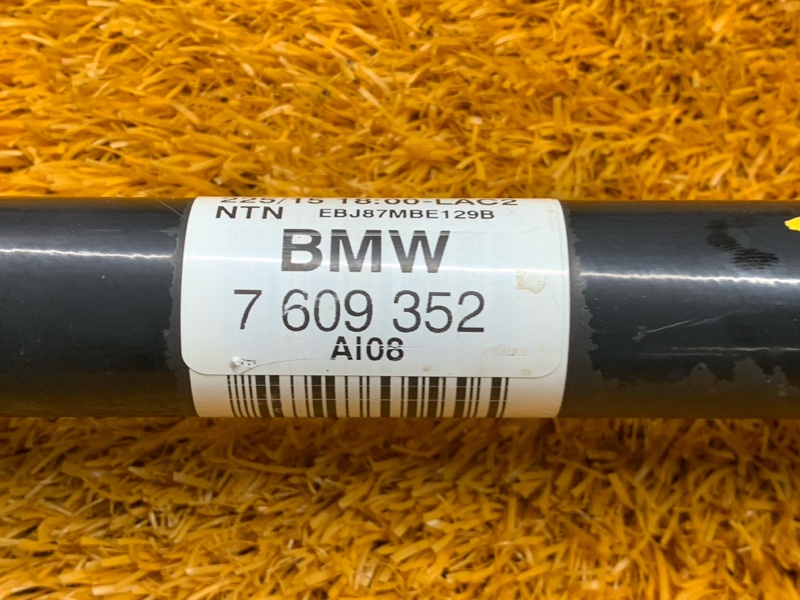 225/15 18:00-LAC2
NTN EBJ87MBE129B
BMW
7 609 352
AI08